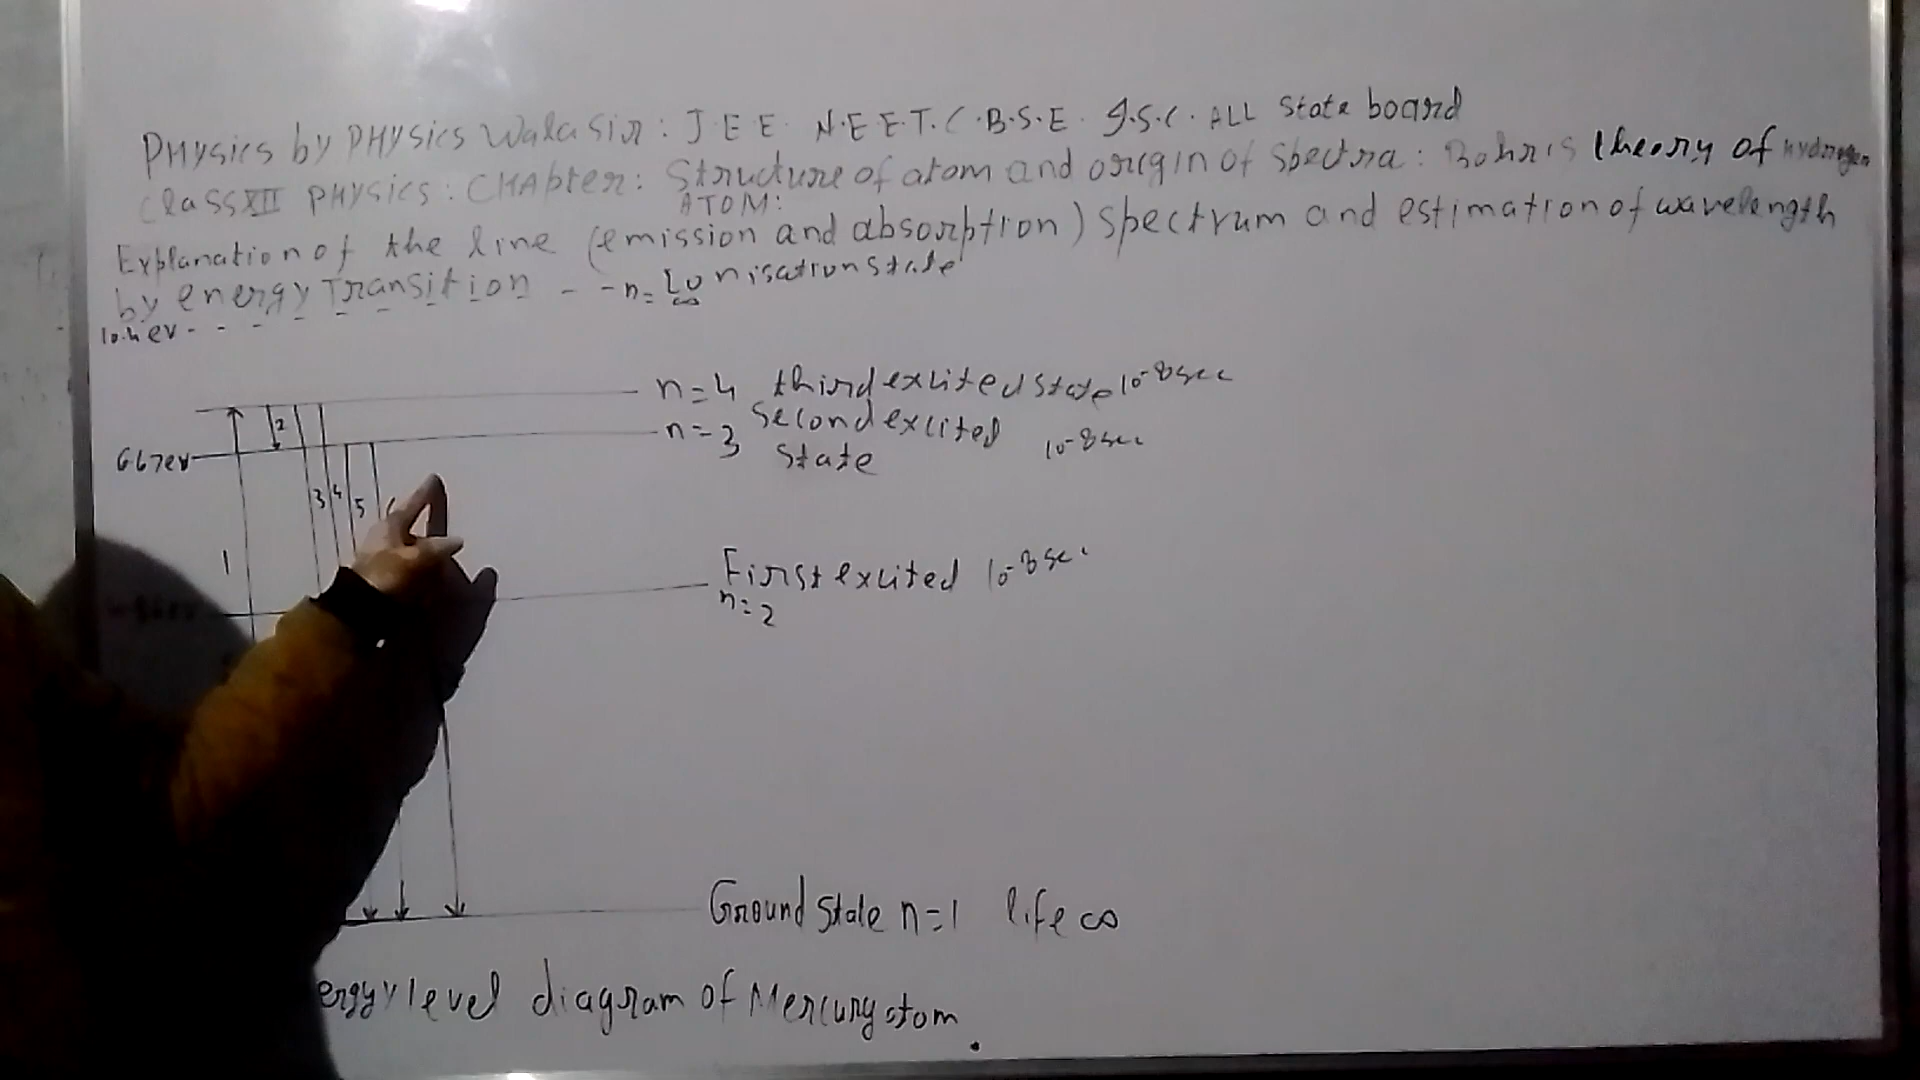 Physics by PHYSICS Wala Sir: J.E.E. N.E.E.T. C.B.S.E. I.S.C. ALL State board
Class XII PHYSICS: CHApter: Structure of atom and origin of Spectra: Bohr's theory of Hydrogen
ATOM:
Explanation of the line (emission and absorption) spectrum and estimation of wavelength
by energy Transition - - n= Ionisation state
∞
10.4 ev - - - - - - -
n=4 third excited state 10-8 sec
n=3 Second excited 10-8 sec
state
6.67ev
2
3 4 5
1
First excited 10-8 sec
n=2
Ground State n=1 life ∞
ergy level diagram of Mercury atom.